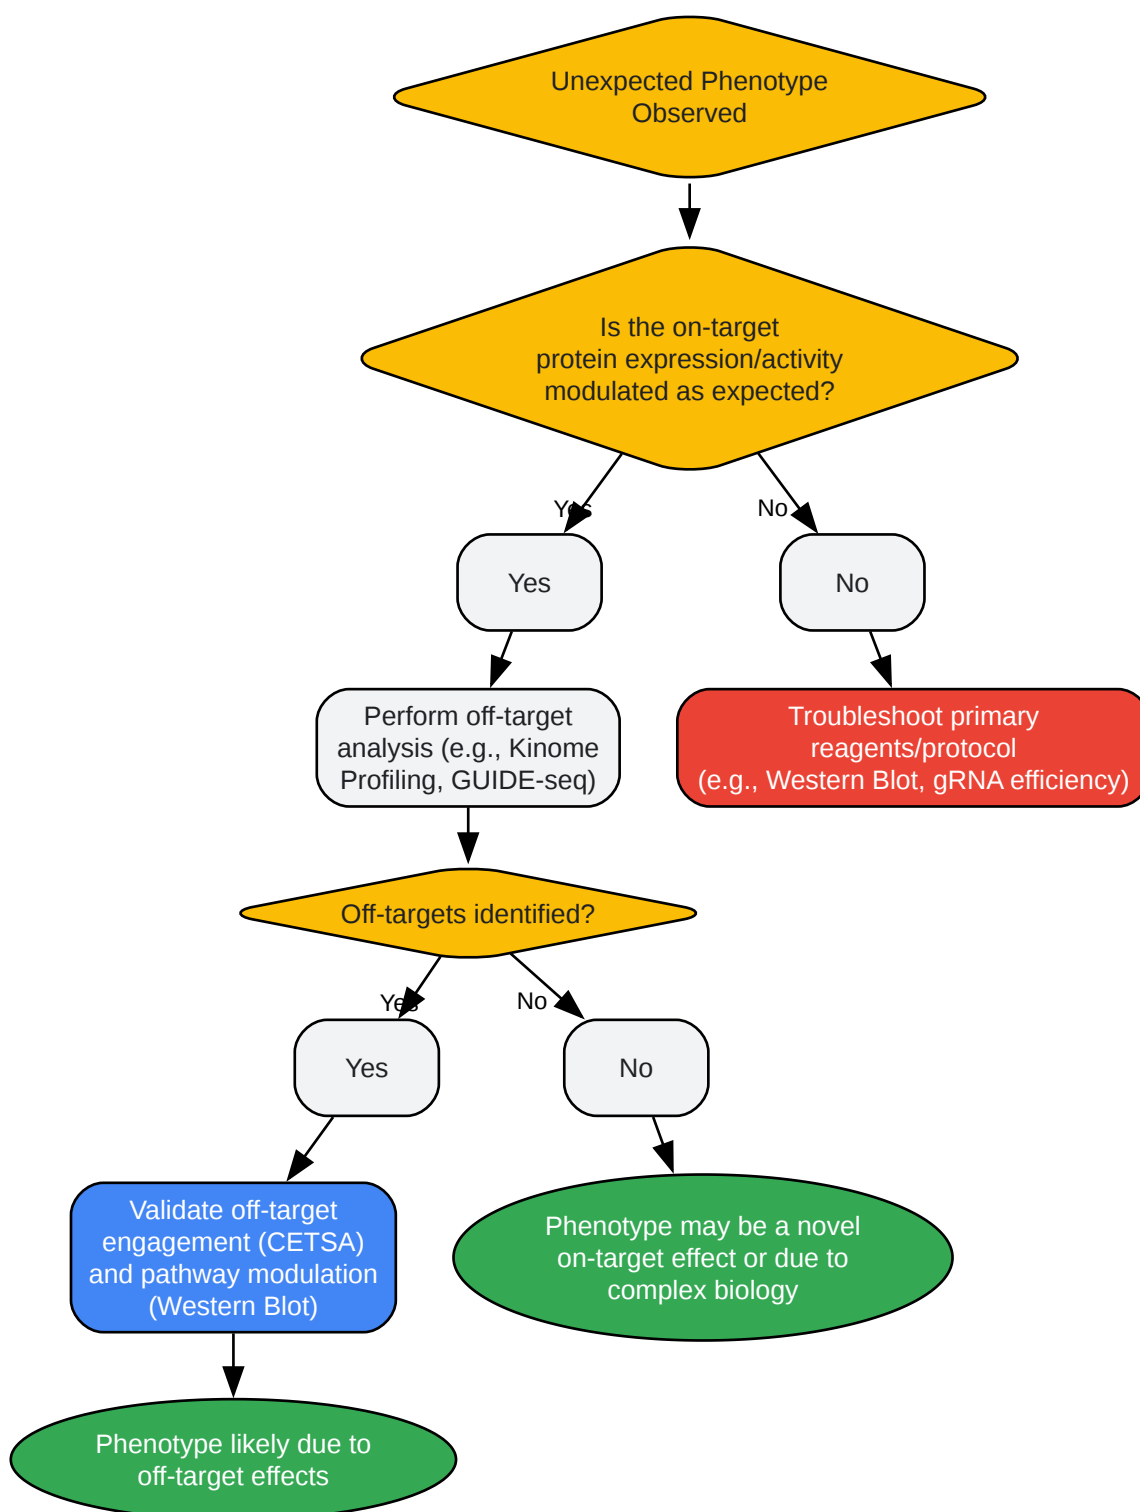 Unexpected Phenotype
Observed
Is the on-target
protein expression/activity
modulated as expected?
Yes
No
Yes
No
Perform off-target
analysis (e.g., Kinome
Profiling, GUIDE-seq)
Troubleshoot primary
reagents/protocol
(e.g., Western Blot, gRNA efficiency)
Off-targets identified?
Yes
No
Yes
No
Validate off-target
engagement (CETSA)
and pathway modulation
(Western Blot)
Phenotype may be a novel
on-target effect or due to
complex biology
Phenotype likely due to
off-target effects